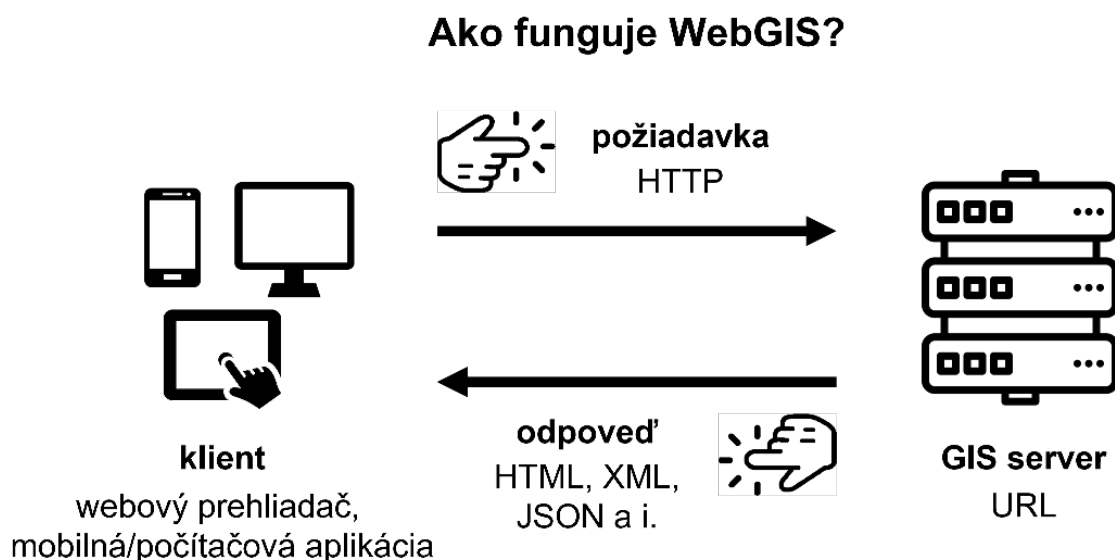 Ako funguje WebGIS?
požiadavka
HTTP
klient
webový prehliadač,
mobilná/počítačová aplikácia
odpoveď
HTML, XML,
JSON a i.
GIS server
URL